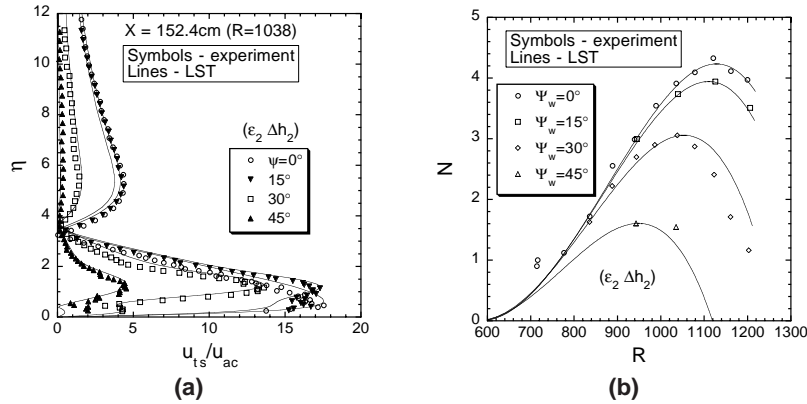 X = 152.4cm (R=1038)
Symbols - experiment
Lines - LST
(ε₂ Δh₂)
ψ=0°
15°
30°
45°
η
12
10
8
6
4
2
0
0 5 10 15 20
u_ts/u_ac
(a)
Symbols - experiment
Lines - LST
Ψ_w=0°
Ψ_w=15°
Ψ_w=30°
Ψ_w=45°
(ε₂ Δh₂)
N
5
4
3
2
1
0
600 700 800 900 1000 1100 1200 1300
R
(b)